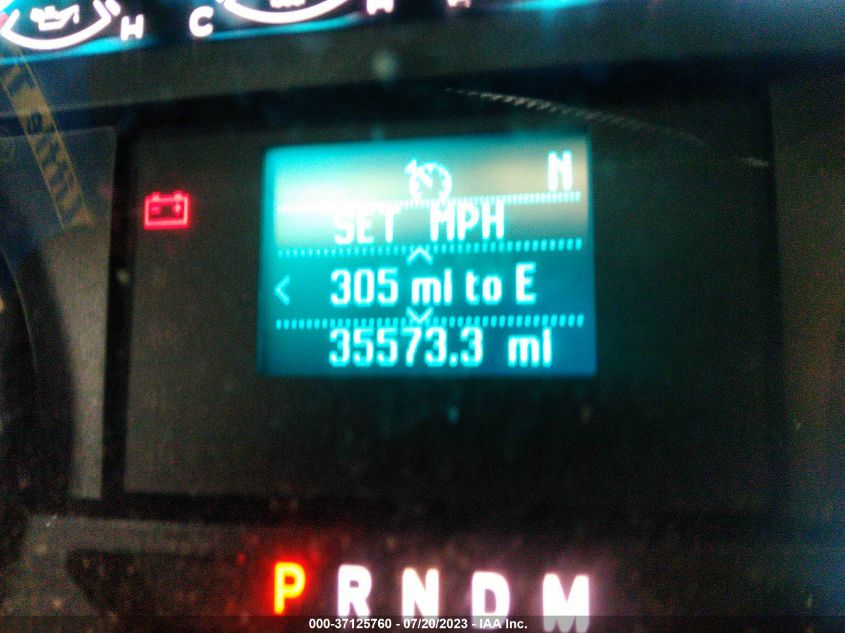 H C H
N
SET MPH
305 mi to E
35573.3 mi
P R N D M
000-37125760 - 07/20/2023 - IAA Inc.